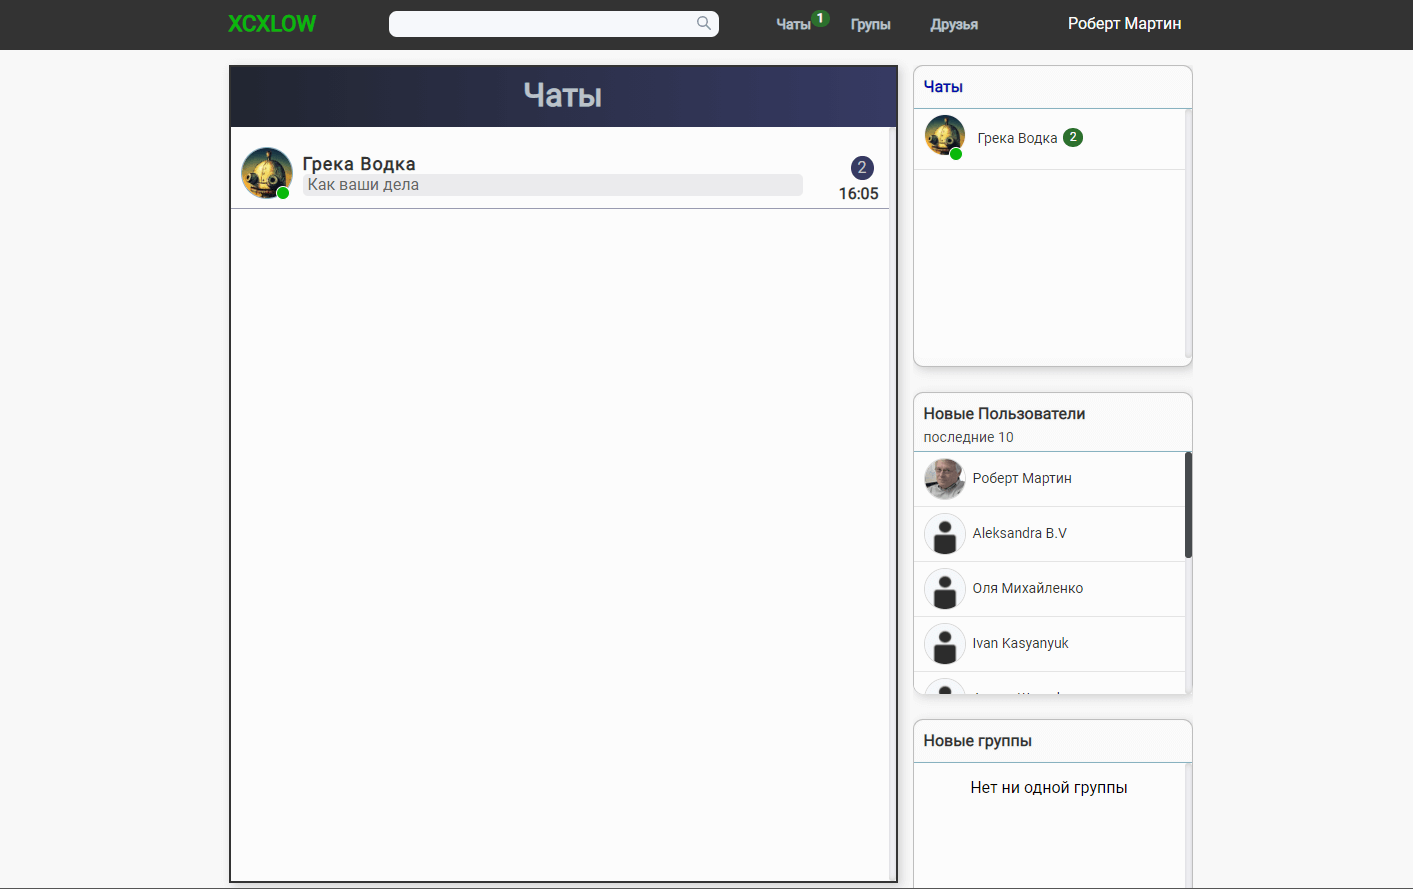 XCXLOW
Чаты 1
Групы
Друзья
Роберт Мартин
Чаты
Грека Водка
2
Как ваши дела
16:05
Чаты
Грека Водка 2
Новые Пользователи
последние 10
Роберт Мартин
Aleksandra B.V
Оля Михайленко
Ivan Kasyanyuk
Новые группы
Нет ни одной группы